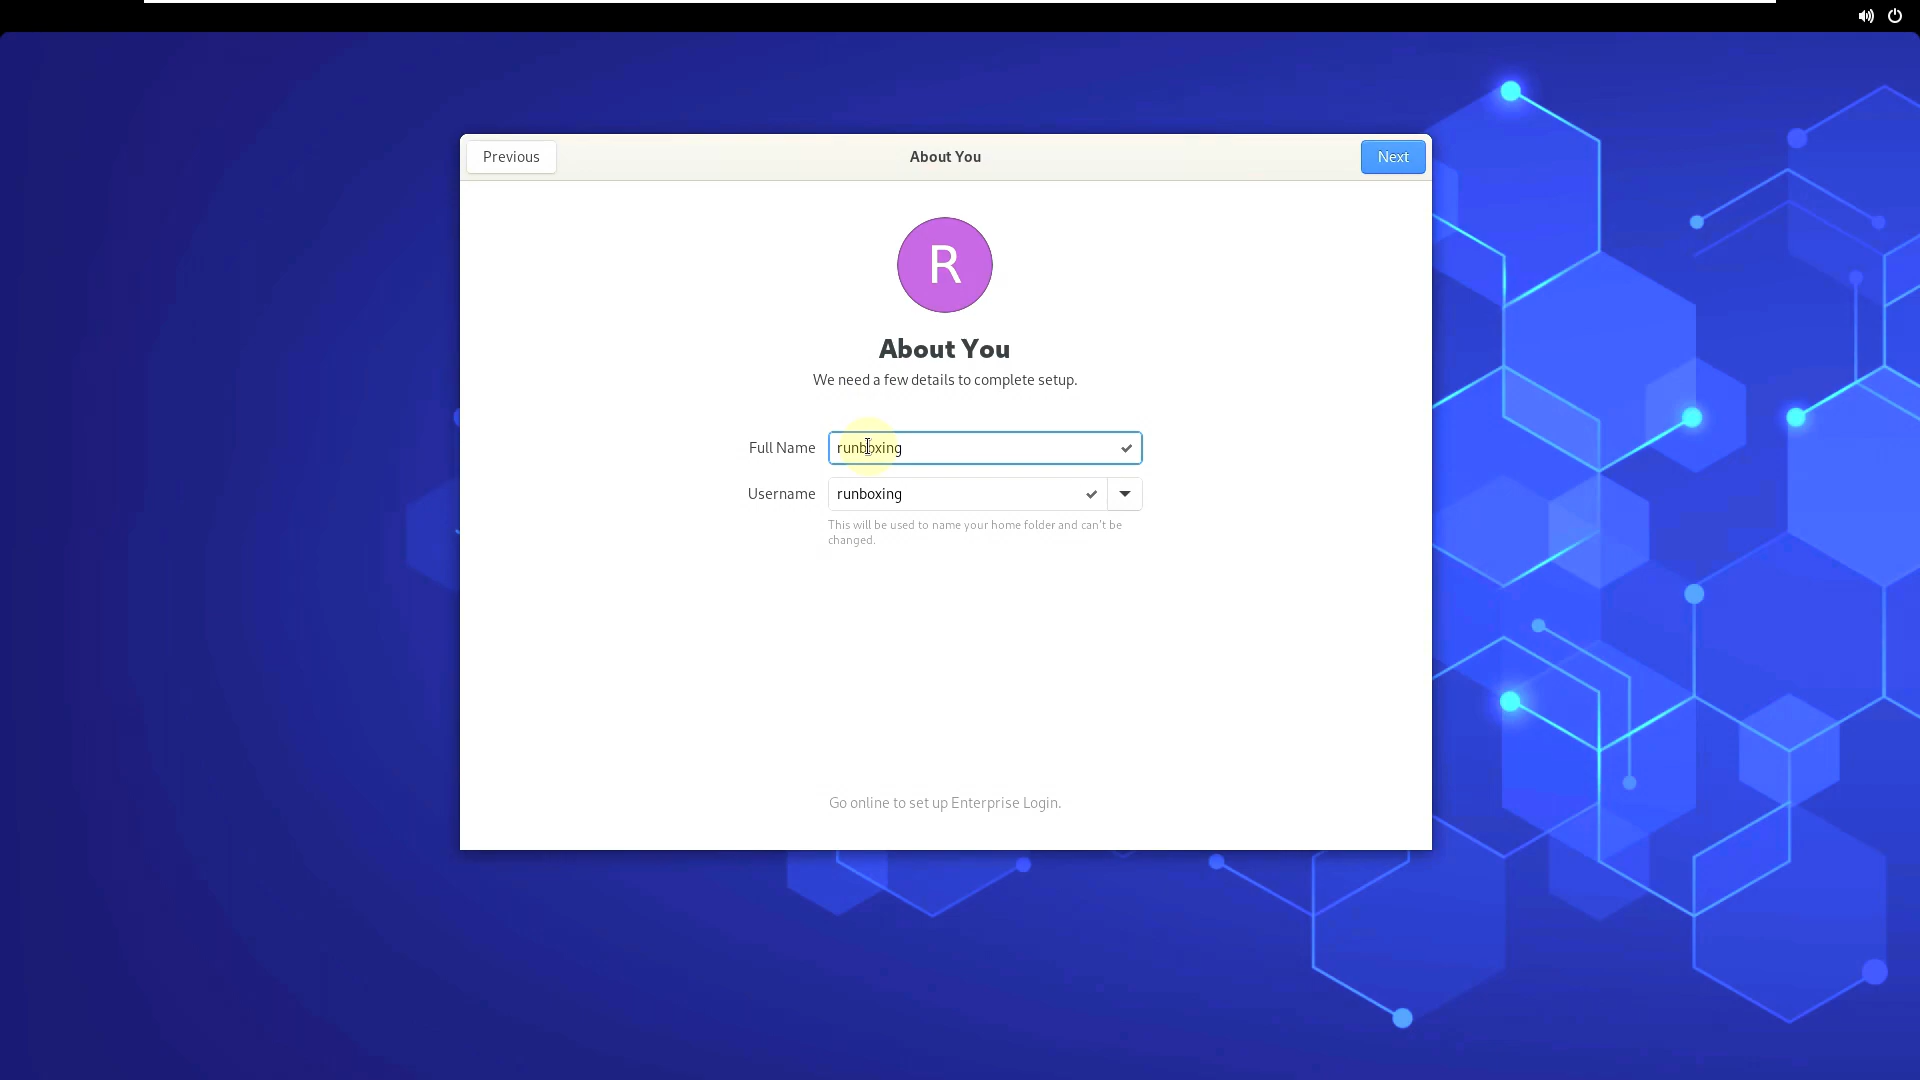 Previous
About You
Next
R
About You
We need a few details to complete setup.
Full Name runboxing
Username runboxing
This will be used to name your home folder and can't be
changed.
Go online to set up Enterprise Login.